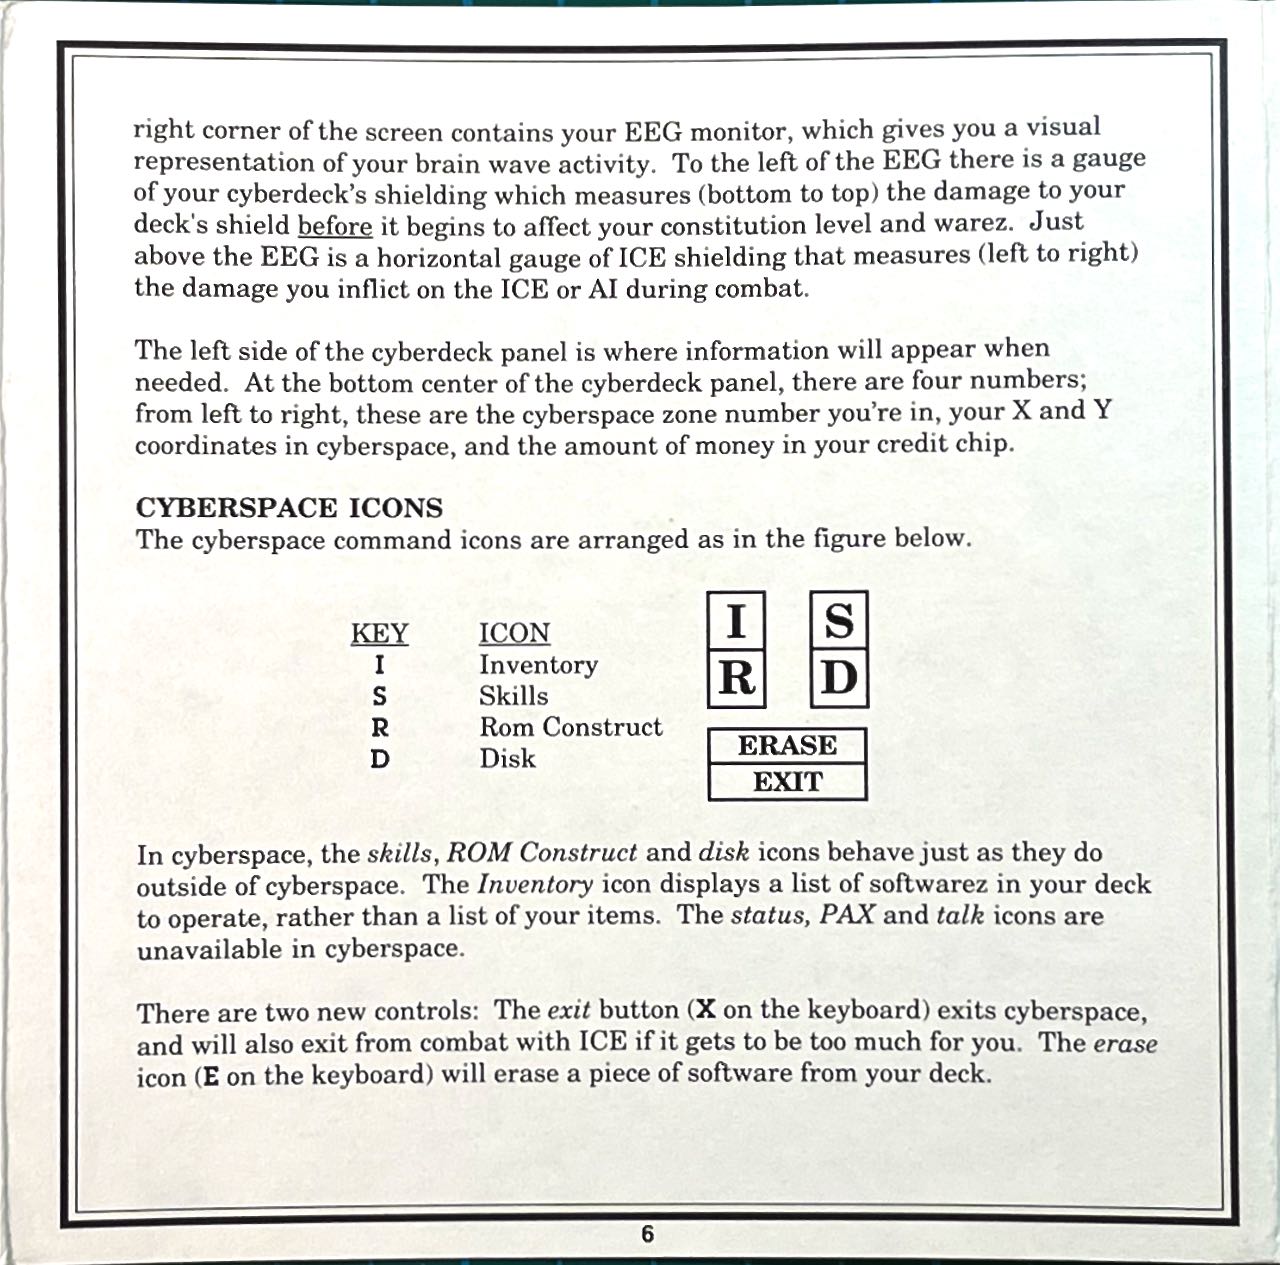 right corner of the screen contains your EEG monitor, which gives you a visual
representation of your brain wave activity.  To the left of the EEG there is a gauge
of your cyberdeck's shielding which measures (bottom to top) the damage to your
deck's shield before it begins to affect your constitution level and warez.  Just
above the EEG is a horizontal gauge of ICE shielding that measures (left to right)
the damage you inflict on the ICE or AI during combat.
The left side of the cyberdeck panel is where information will appear when
needed.  At the bottom center of the cyberdeck panel, there are four numbers;
from left to right, these are the cyberspace zone number you're in, your X and Y
coordinates in cyberspace, and the amount of money in your credit chip.
CYBERSPACE ICONS
The cyberspace command icons are arranged as in the figure below.
KEY ICON
I Inventory
S Skills
R Rom Construct
D Disk
I S
R D
ERASE
EXIT
In cyberspace, the skills, ROM Construct and disk icons behave just as they do
outside of cyberspace.  The Inventory icon displays a list of softwarez in your deck
to operate, rather than a list of your items.  The status, PAX and talk icons are
unavailable in cyberspace.
There are two new controls:  The exit button (X on the keyboard) exits cyberspace,
and will also exit from combat with ICE if it gets to be too much for you.  The erase
icon (E on the keyboard) will erase a piece of software from your deck.
6